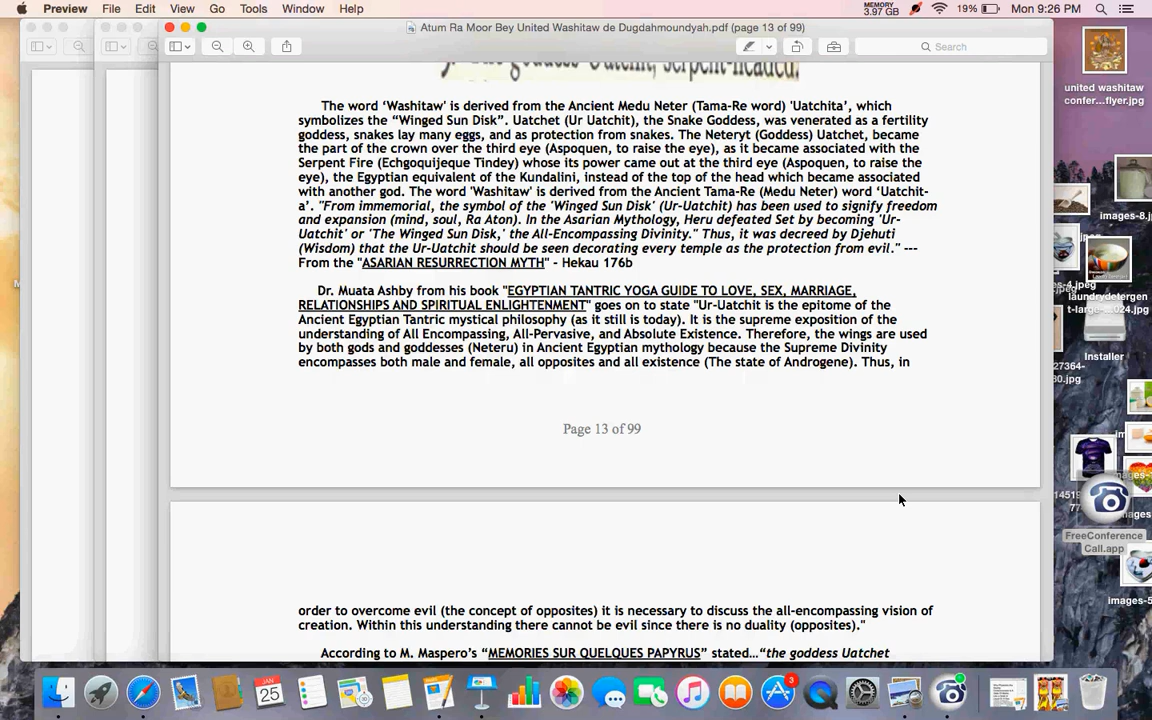 Preview File Edit View Go Tools Window Help
MEMORY
3.97 GB
19% Mon 9:26 PM
Atum Ra Moor Bey United Washitaw de Dugdahmoundyah.pdf (page 13 of 99)
Search
The word ‘Washitaw' is derived from the Ancient Medu Neter (Tama-Re word) 'Uatchita’, which
symbolizes the “Winged Sun Disk”. Uatchet (Ur Uatchit), the Snake Goddess, was venerated as a fertility
goddess, snakes lay many eggs, and as protection from snakes. The Neteryt (Goddess) Uatchet, became
the part of the crown over the third eye (Aspoquen, to raise the eye), as it became associated with the
Serpent Fire (Echgoquijeque Tindey) whose its power came out at the third eye (Aspoquen, to raise the
eye), the Egyptian equivalent of the Kundalini, instead of the top of the head which became associated
with another god. The word 'Washitaw' is derived from the Ancient Tama-Re (Medu Neter) word ‘Uatchit-
a’. "From immemorial, the symbol of the 'Winged Sun Disk' (Ur-Uatchit) has been used to signify freedom
and expansion (mind, soul, Ra Aton). In the Asarian Mythology, Heru defeated Set by becoming 'Ur-
Uatchit' or 'The Winged Sun Disk,' the All-Encompassing Divinity." Thus, it was decreed by Djehuti
(Wisdom) that the Ur-Uatchit should be seen decorating every temple as the protection from evil.” ---
From the "ASARIAN RESURRECTION MYTH" - Hekau 176b
Dr. Muata Ashby from his book "EGYPTIAN TANTRIC YOGA GUIDE TO LOVE, SEX, MARRIAGE,
RELATIONSHIPS AND SPIRITUAL ENLIGHTENMENT" goes on to state "Ur-Uatchit is the epitome of the
Ancient Egyptian Tantric mystical philosophy (as it still is today). It is the supreme exposition of the
understanding of All Encompassing, All-Pervasive, and Absolute Existence. Therefore, the wings are used
by both gods and goddesses (Neteru) in Ancient Egyptian mythology because the Supreme Divinity
encompasses both male and female, all opposites and all existence (The state of Androgene). Thus, in
Page 13 of 99
order to overcome evil (the concept of opposites) it is necessary to discuss the all-encompassing vision of
creation. Within this understanding there cannot be evil since there is no duality (opposites)."
According to M. Maspero’s “MEMORIES SUR QUELQUES PAPYRUS” stated…“the goddess Uatchet
united washitaw
confer...flyer.jpg
images-8.j
laundrydetergen
t-large-...024.jpg
Installer
FreeConference
Call.app
JAN
25
3